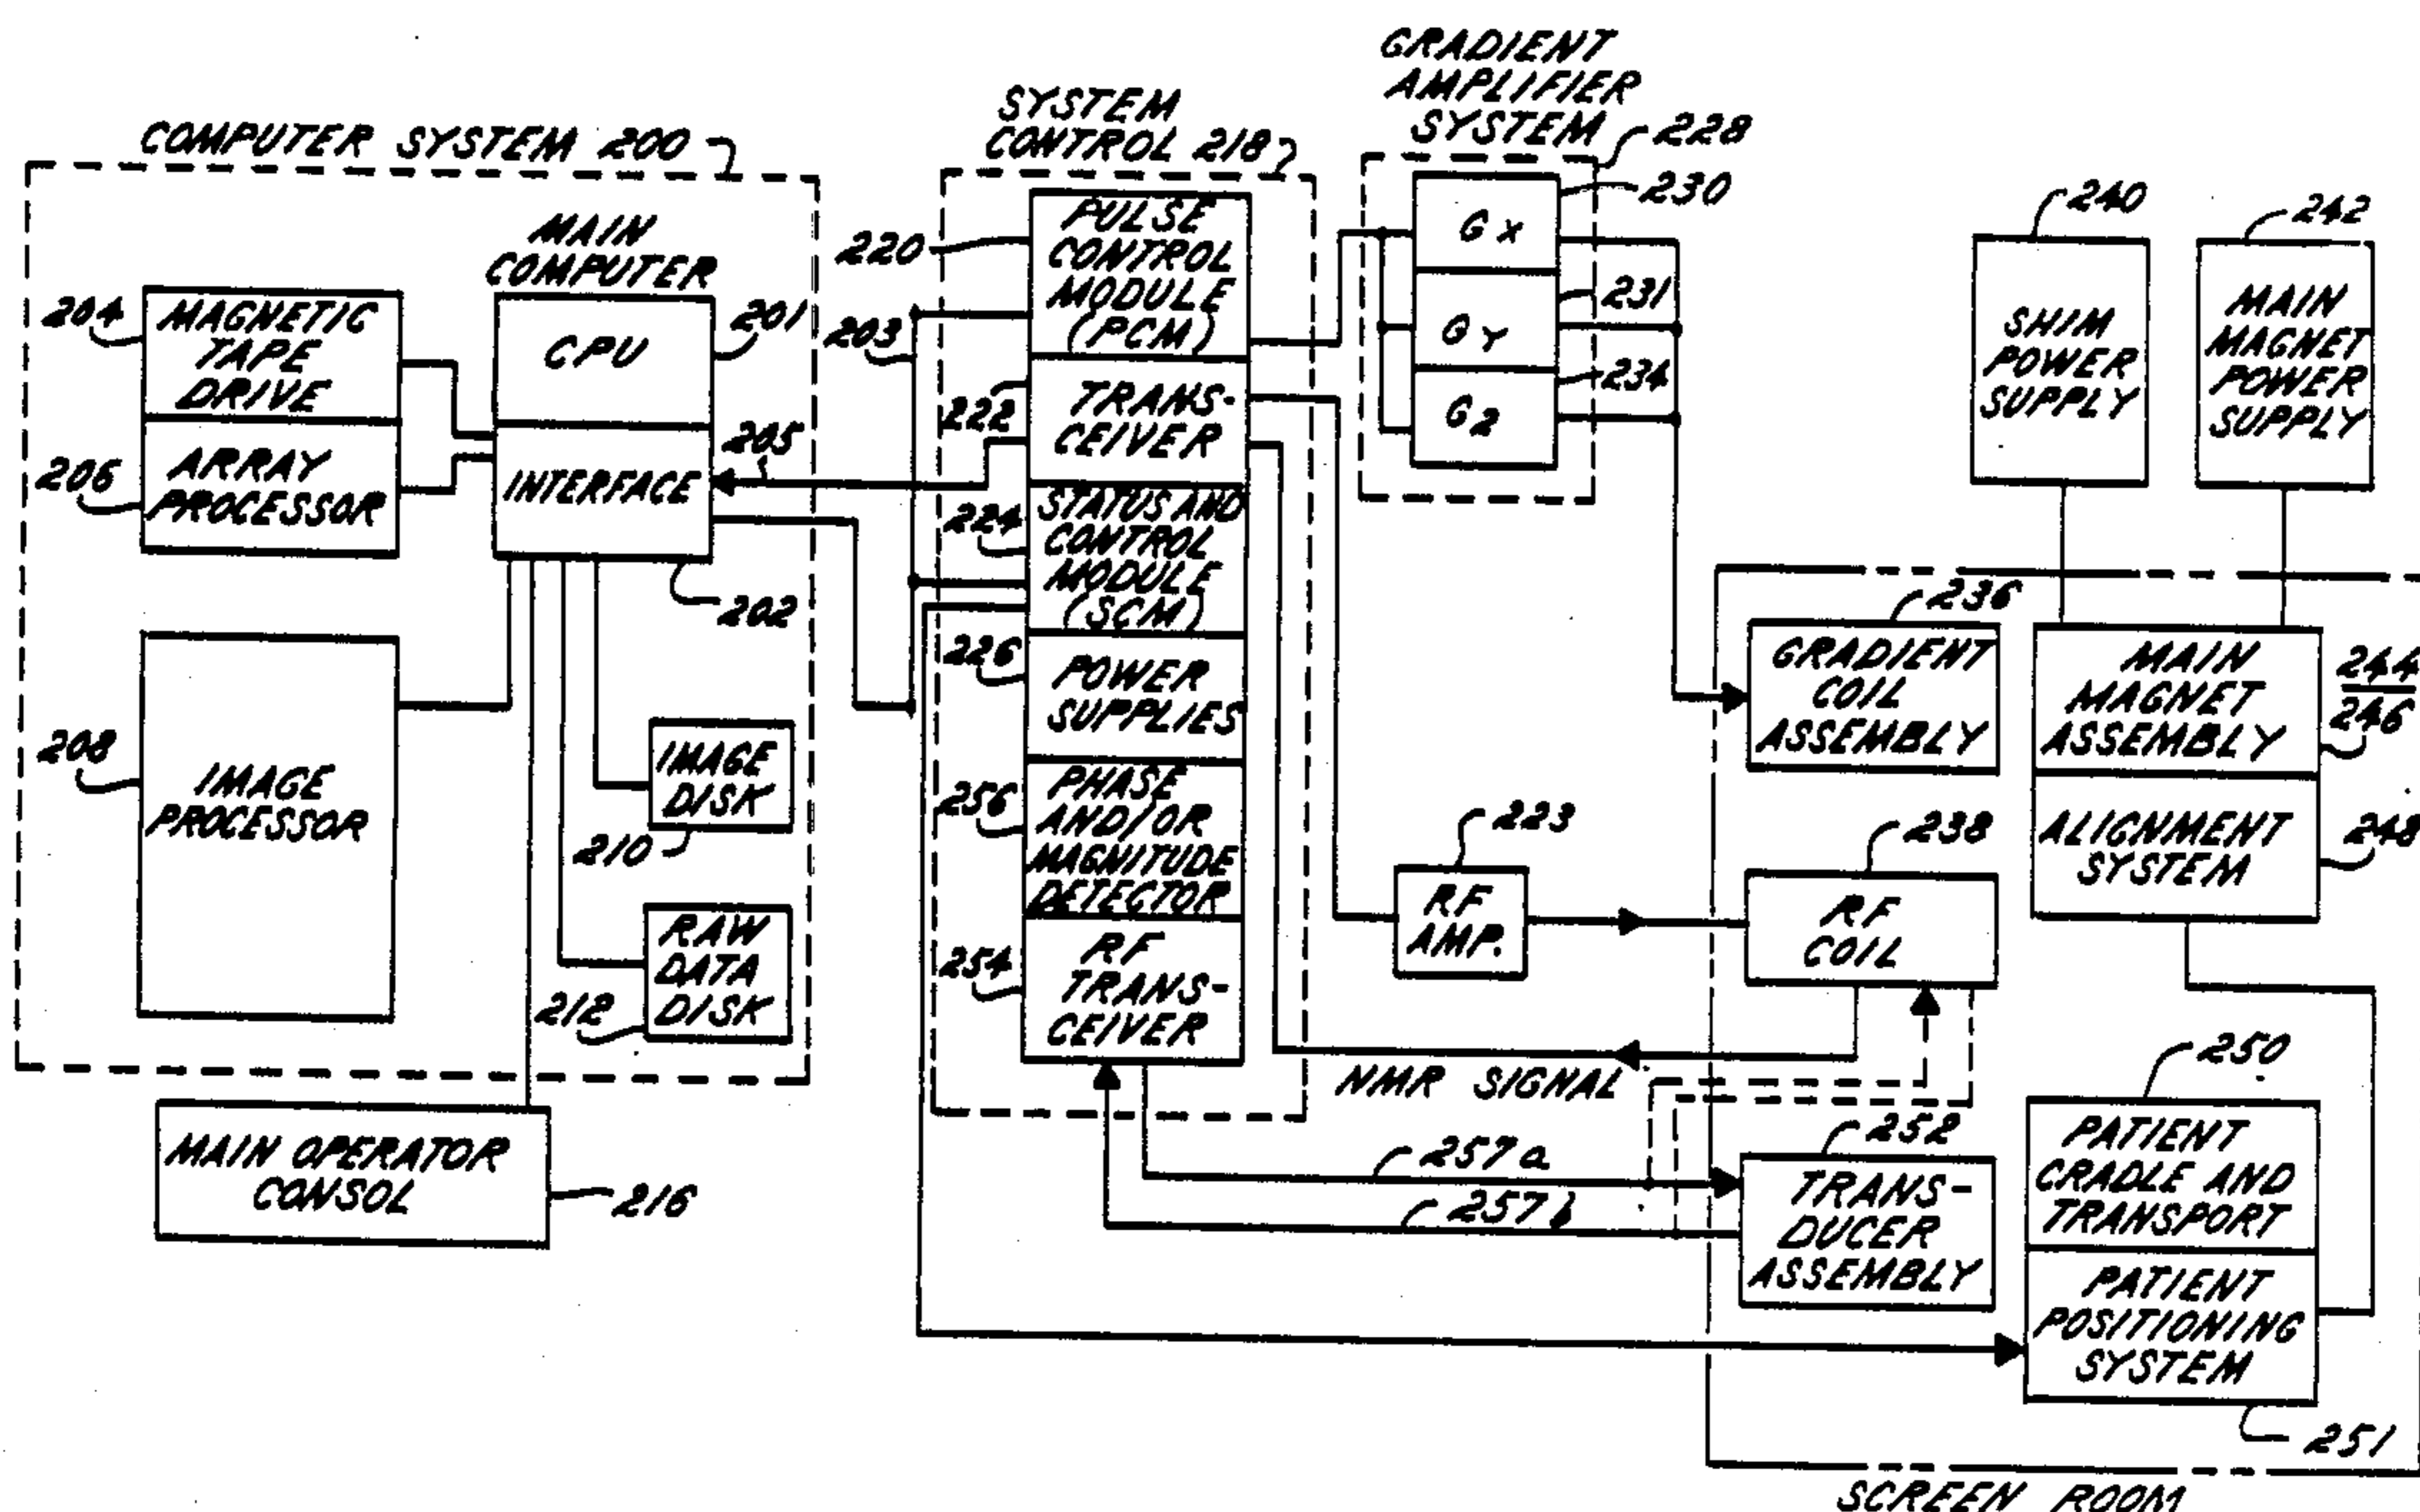 COMPUTER SYSTEM 200
204
MAGNETIC
TAPE
DRIVE
206
ARRAY
PROCESSOR
MAIN
COMPUTER
CPU
201
INTERFACE
205
202
208
IMAGE
PROCESSOR
IMAGE
DISK
210
RAW
DATA
DISK
212
MAIN OPERATOR
CONSOL
216
SYSTEM
CONTROL 218
220
203
PULSE
CONTROL
MODULE
(PCM)
222
TRANS-
CEIVER
224
STATUS AND
CONTROL
MODULE
(SCM)
226
POWER
SUPPLIES
256
PHASE
AND/OR
MAGNITUDE
DETECTOR
254
RF
TRANS-
CEIVER
GRADIENT
AMPLIFIER
SYSTEM
228
GX
230
GY
231
GZ
234
240
SHIM
POWER
SUPPLY
242
MAIN
MAGNET
POWER
SUPPLY
236
GRADIENT
COIL
ASSEMBLY
MAIN
MAGNET
ASSEMBLY
244
246
ALIGNMENT
SYSTEM
248
223
RF
AMP.
238
RF
COIL
NMR SIGNAL
257a
257b
252
TRANS-
DUCER
ASSEMBLY
250
PATIENT
CRADLE AND
TRANSPORT
PATIENT
POSITIONING
SYSTEM
251
SCREEN ROOM